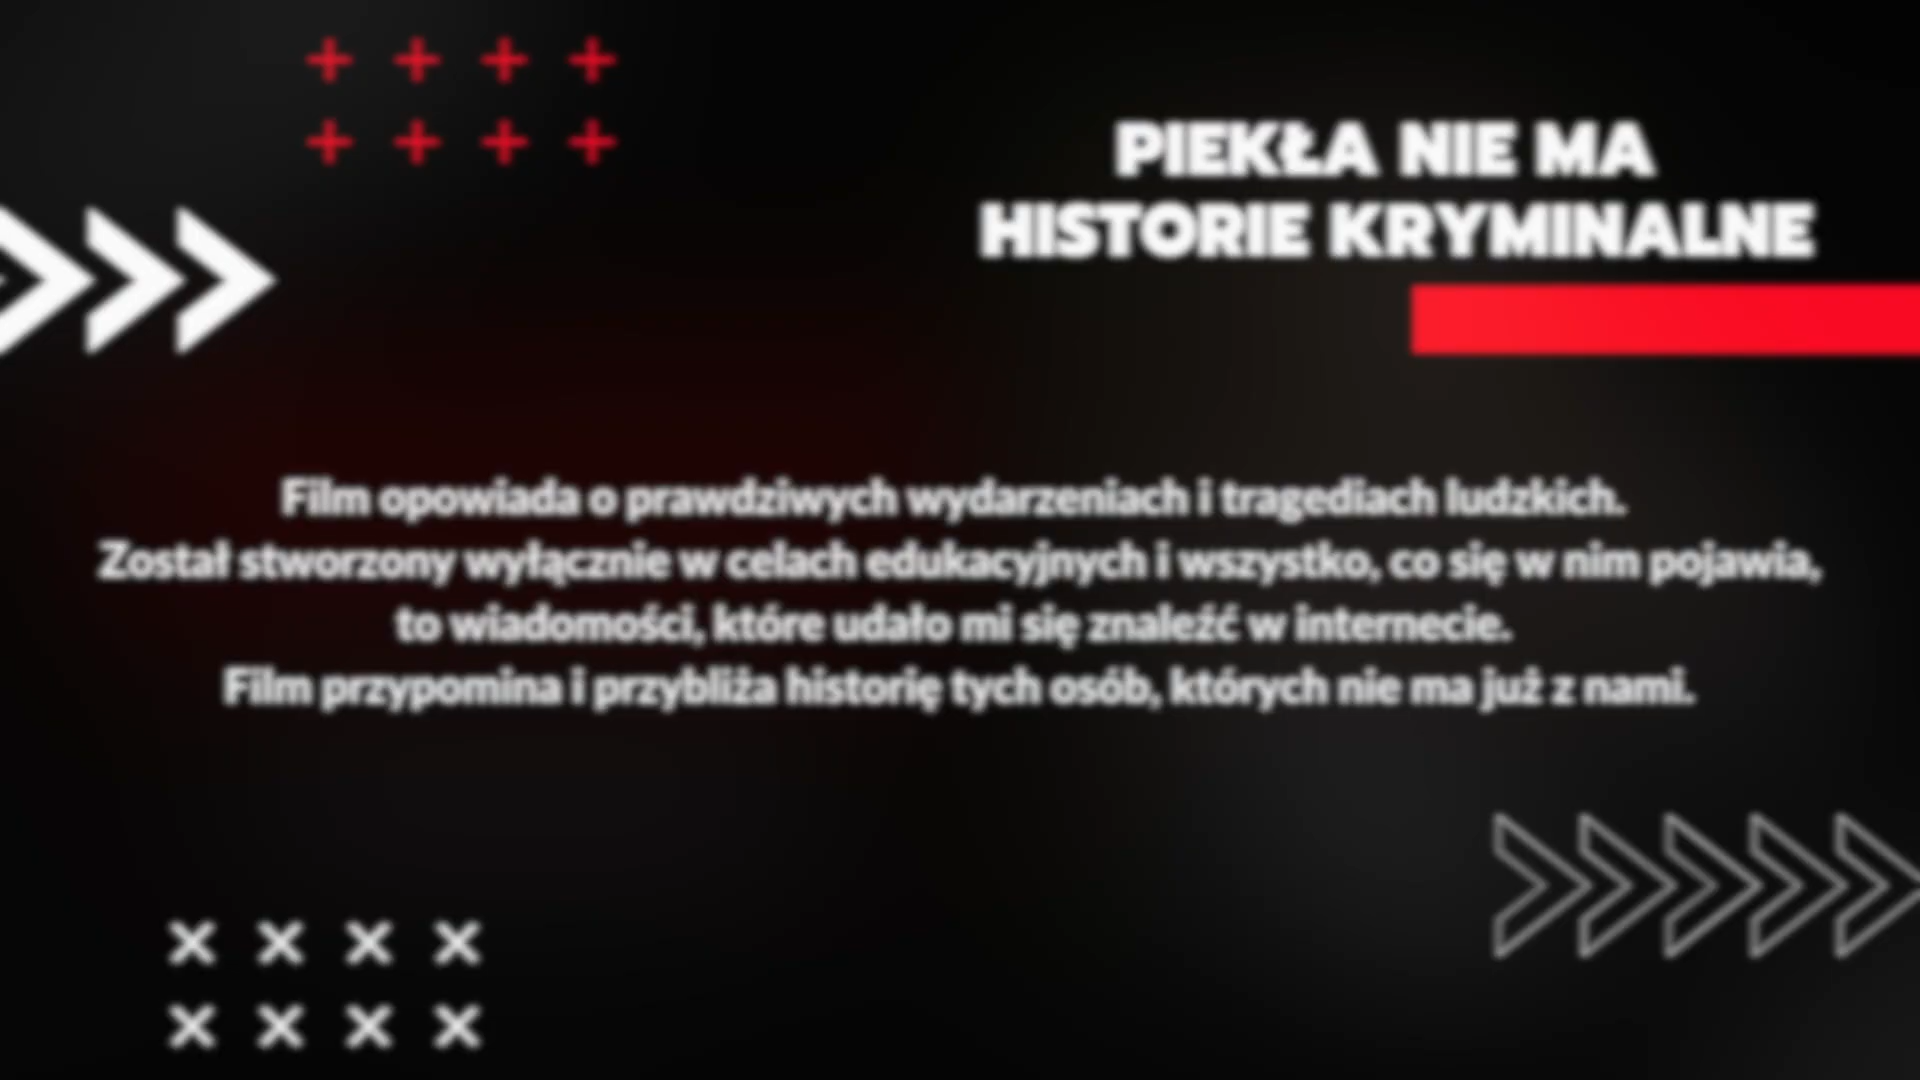 PIEKŁA NIE MA
HISTORIE KRYMINALNE
Film opowiada o prawdziwych wydarzeniach i tragediach ludzkich.
Został stworzony wyłącznie w celach edukacyjnych i wszystko, co się w nim pojawia,
to wiadomości, które udało mi się znaleźć w internecie.
Film przypomina i przybliża historię tych osób, których nie ma już z nami.